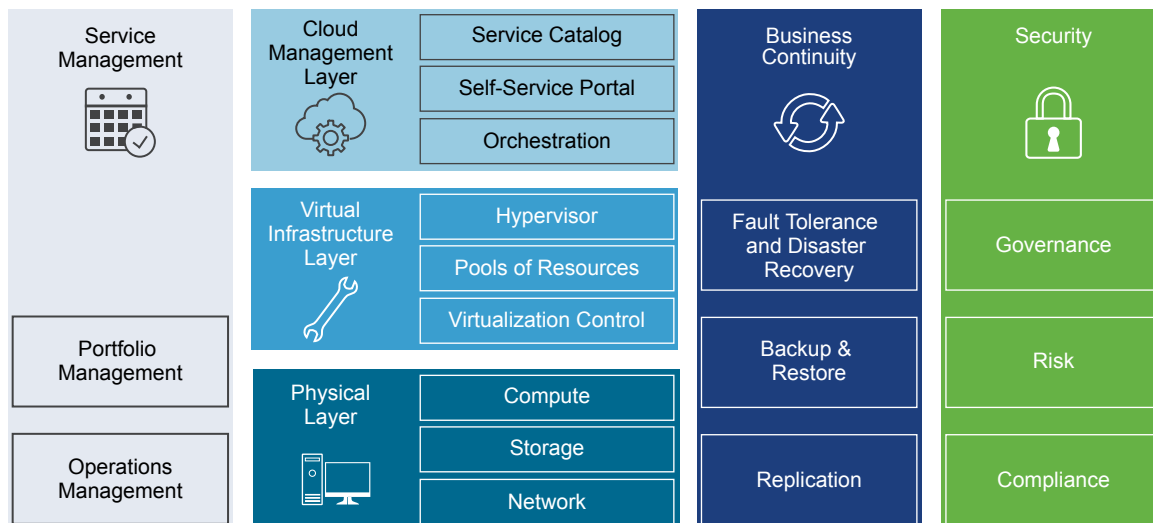 Service
Management
Portfolio
Management
Operations
Management
Cloud
Management
Layer
Service Catalog
Self-Service Portal
Orchestration
Virtual
Infrastructure
Layer
Hypervisor
Pools of Resources
Virtualization Control
Physical
Layer
Compute
Storage
Network
Business
Continuity
Fault Tolerance
and Disaster
Recovery
Backup &
Restore
Replication
Security
Governance
Risk
Compliance